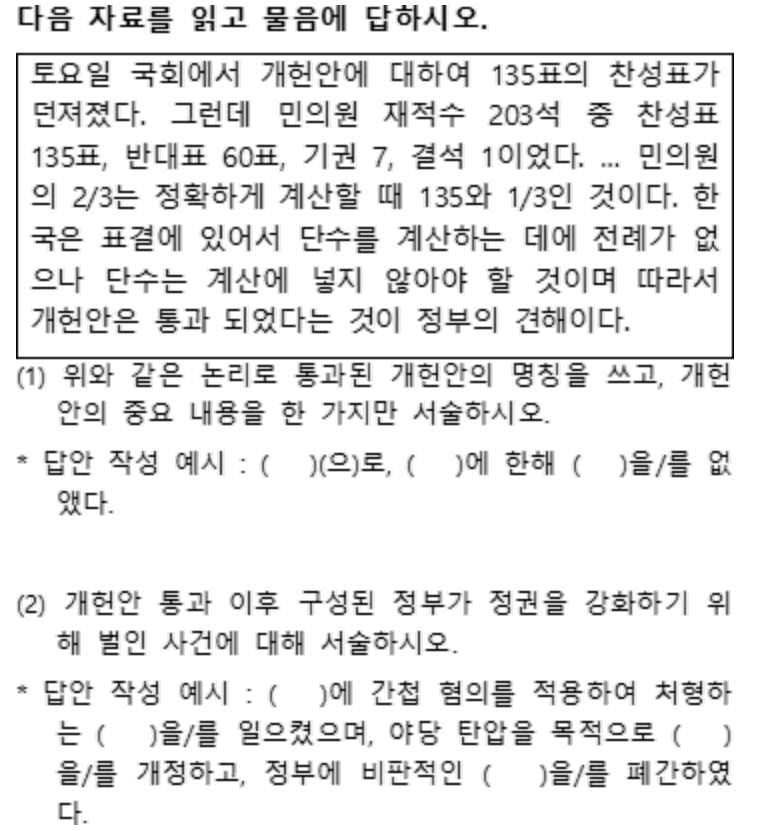 다음 자료를 읽고 물음에 답하시오.
토요일 국회에서 개헌안에 대하여 135표의 찬성표가
던져졌다. 그런데 민의원 재적수 203석 중 찬성표
135표, 반대표 60표, 기권 7, 결석 1이었다. ... 민의원
의 2/3는 정확하게 계산할 때 135와 1/3인 것이다. 한
국은 표결에 있어서 단수를 계산하는 데에 전례가 없
으나 단수는 계산에 넣지 않아야 할 것이며 따라서
개헌안은 통과 되었다는 것이 정부의 견해이다.
(1) 위와 같은 논리로 통과된 개헌안의 명칭을 쓰고, 개헌
안의 중요 내용을 한 가지만 서술하시오.
* 답안 작성 예시 : (   )(으)로, (   )에 한해 (   )을/를 없
앴다.
(2) 개헌안 통과 이후 구성된 정부가 정권을 강화하기 위
해 벌인 사건에 대해 서술하시오.
* 답안 작성 예시 : (   )에 간첩 혐의를 적용하여 처형하
는 (   )을/를 일으켰으며, 야당 탄압을 목적으로 (   )
을/를 개정하고, 정부에 비판적인 (   )을/를 폐간하였
다.